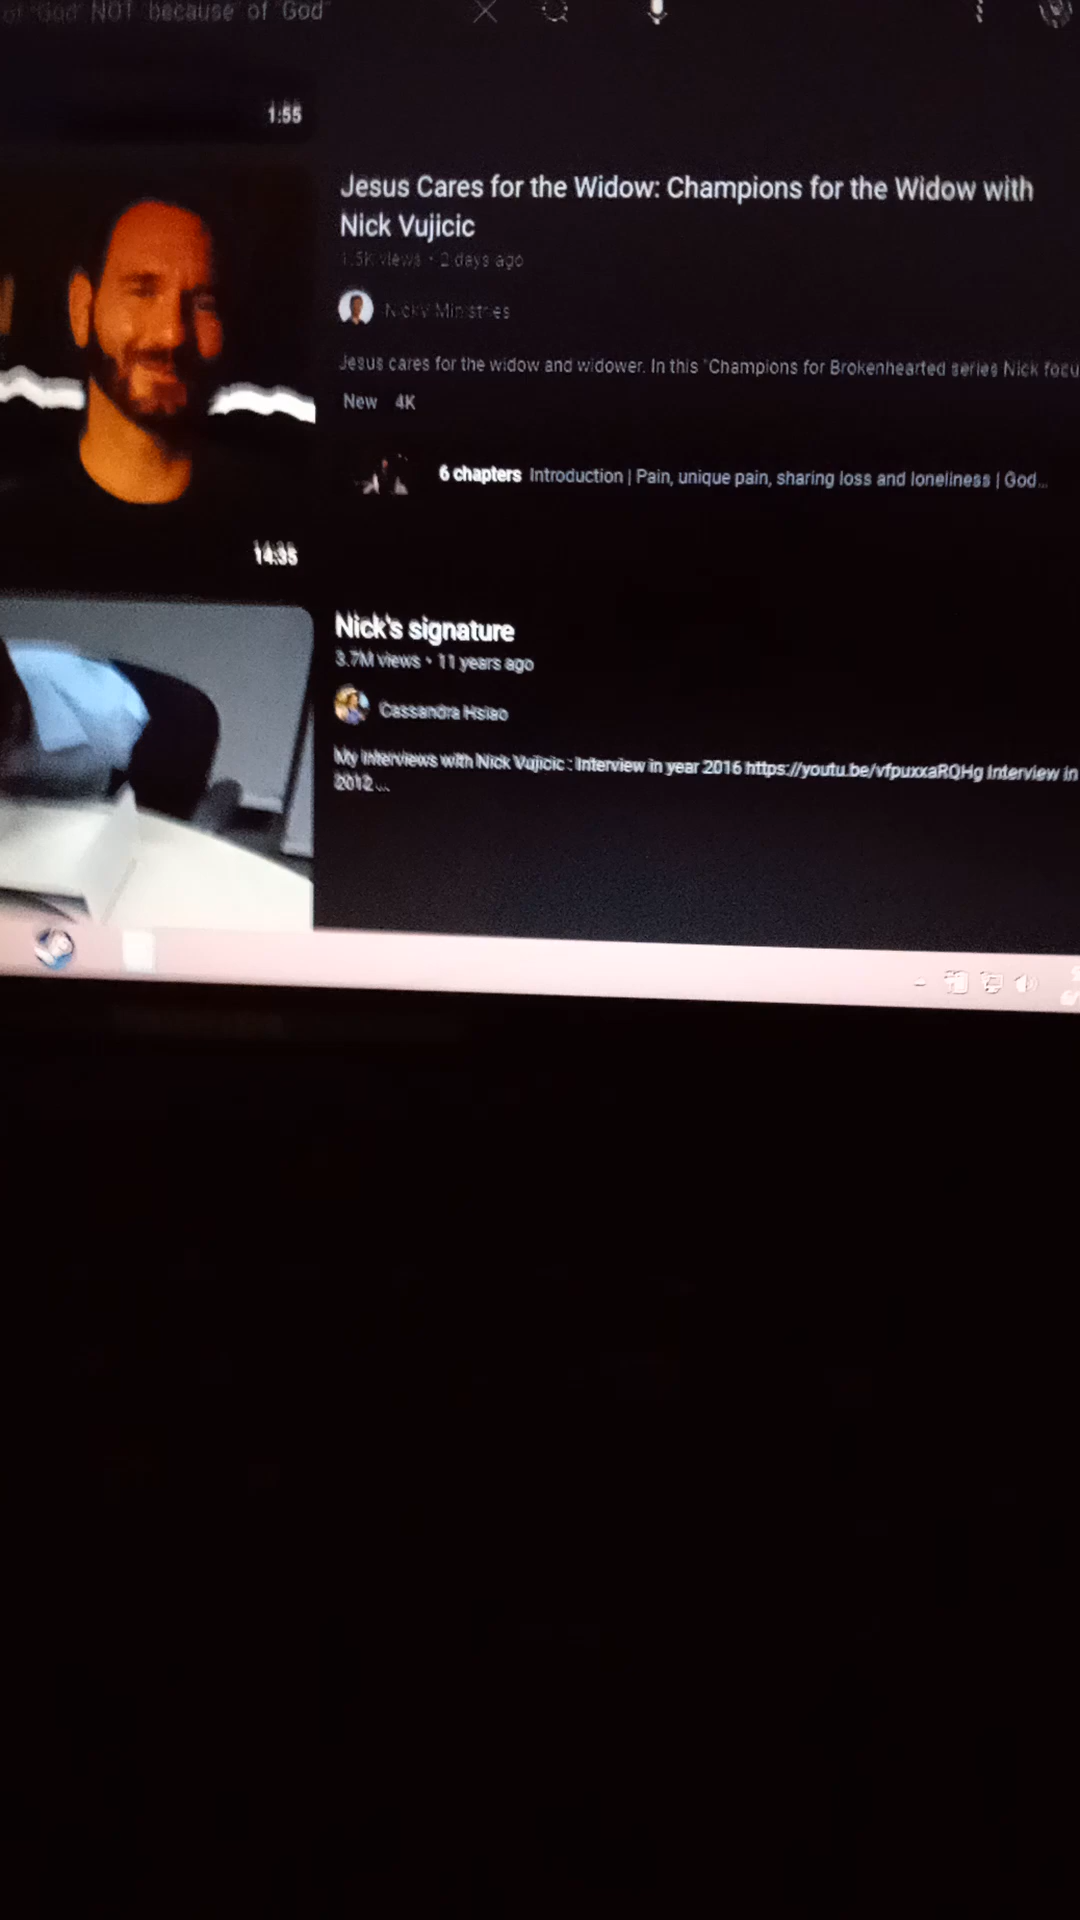 of "God" NOT "because" of "God"
1:55
Jesus Cares for the Widow: Champions for the Widow with
Nick Vujicic
1.5K views • 2 days ago
NickV Ministries
Jesus cares for the widow and widower. In this "Champions for Brokenhearted series Nick focu
New 4K
6 chapters Introduction | Pain, unique pain, sharing loss and loneliness | God...
14:35
Nick's signature
3.7M views • 11 years ago
Cassandra Hsiao
My interviews with Nick Vujicic : Interview in year 2016 https://youtu.be/vfpuxxaRQHg Interview in
2012 ...